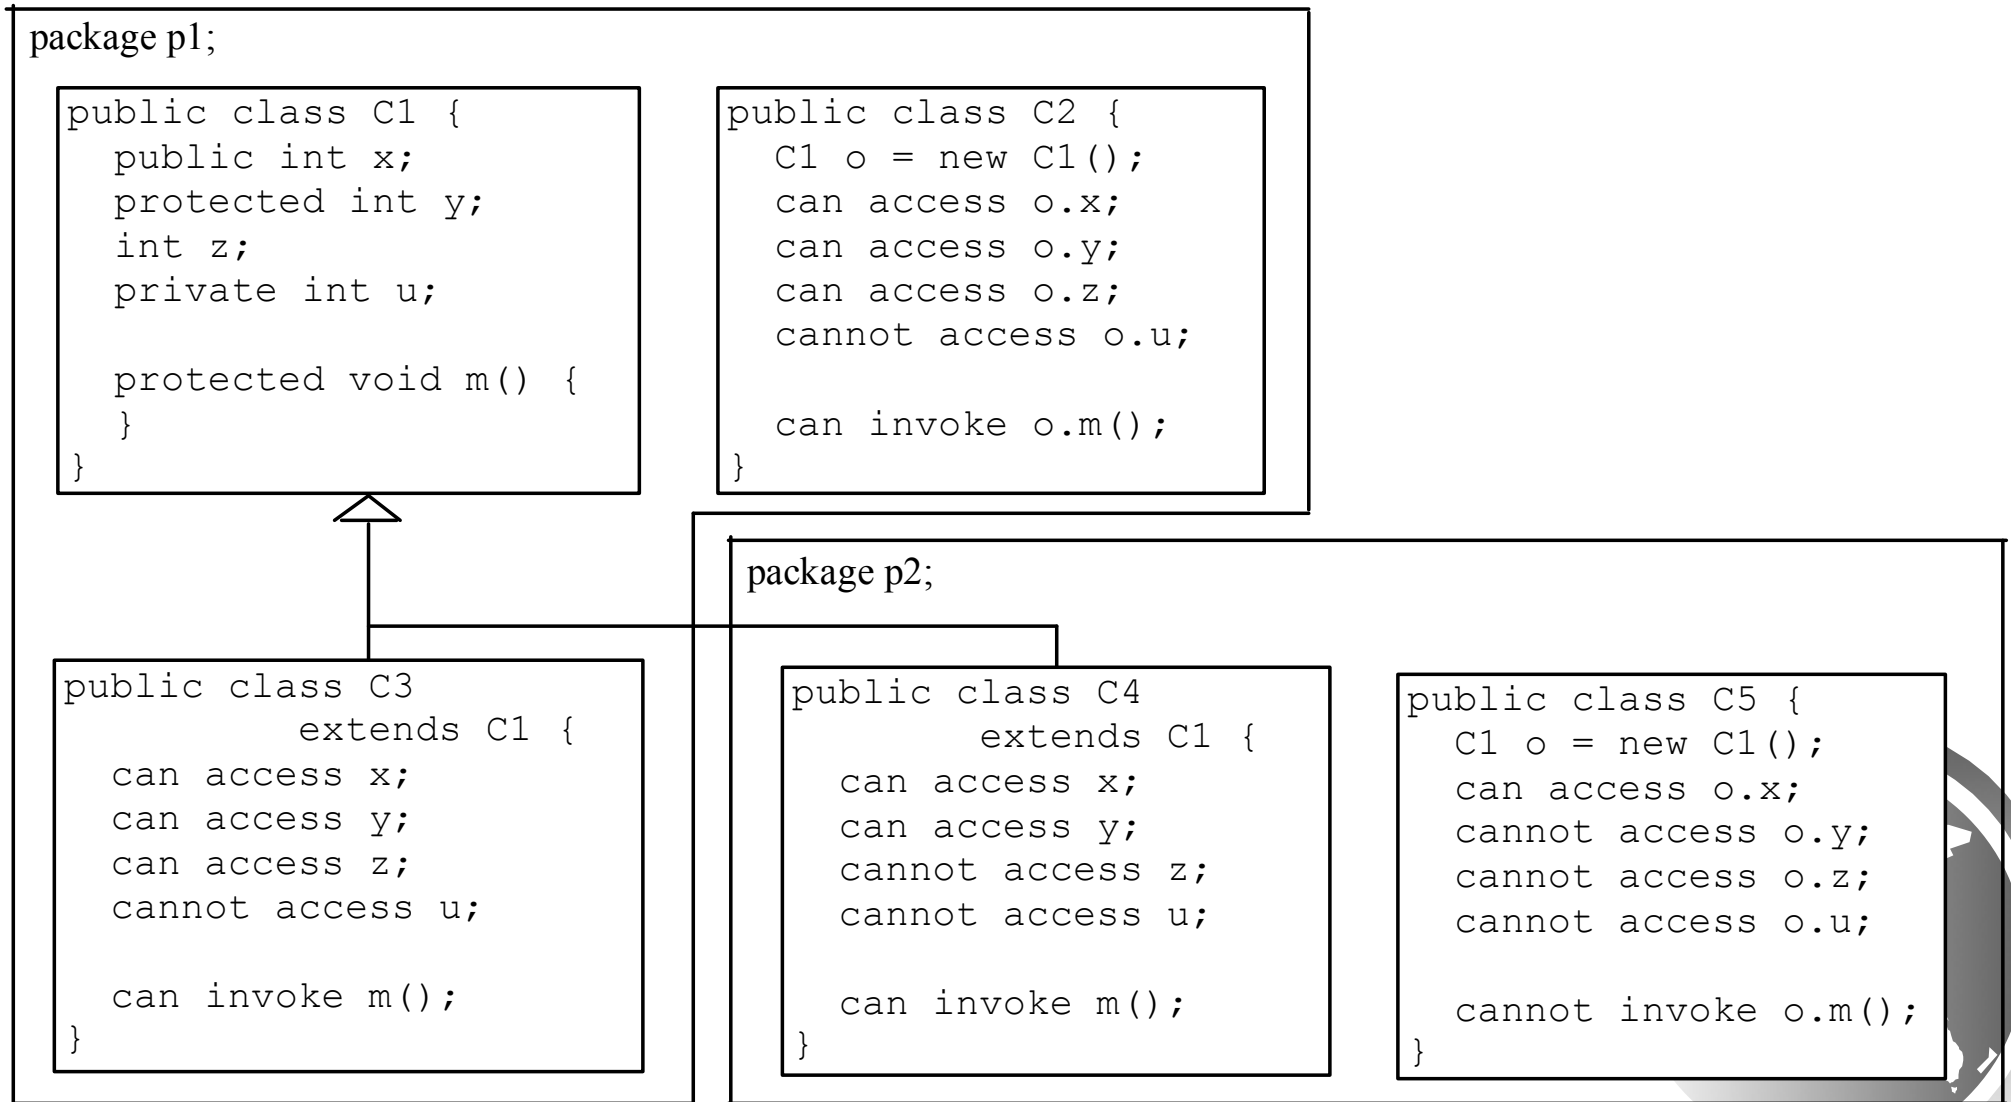 package p1;
public class C1 {
public int x;
protected int y;
int z;
private int u;
protected void m() {
}
}
public class C2 {
C1 o = new C1();
can access o.x;
can access o.y;
can access o.z;
cannot access o.u;
can invoke o.m();
}
public class C3
extends C1 {
can access x;
can access y;
can access z;
cannot access u;
can invoke m();
}
package p2;
public class C4
extends C1 {
can access x;
can access y;
cannot access z;
cannot access u;
can invoke m();
}
public class C5 {
C1 o = new C1();
can access o.x;
cannot access o.y;
cannot access o.z;
cannot access o.u;
cannot invoke o.m();
}